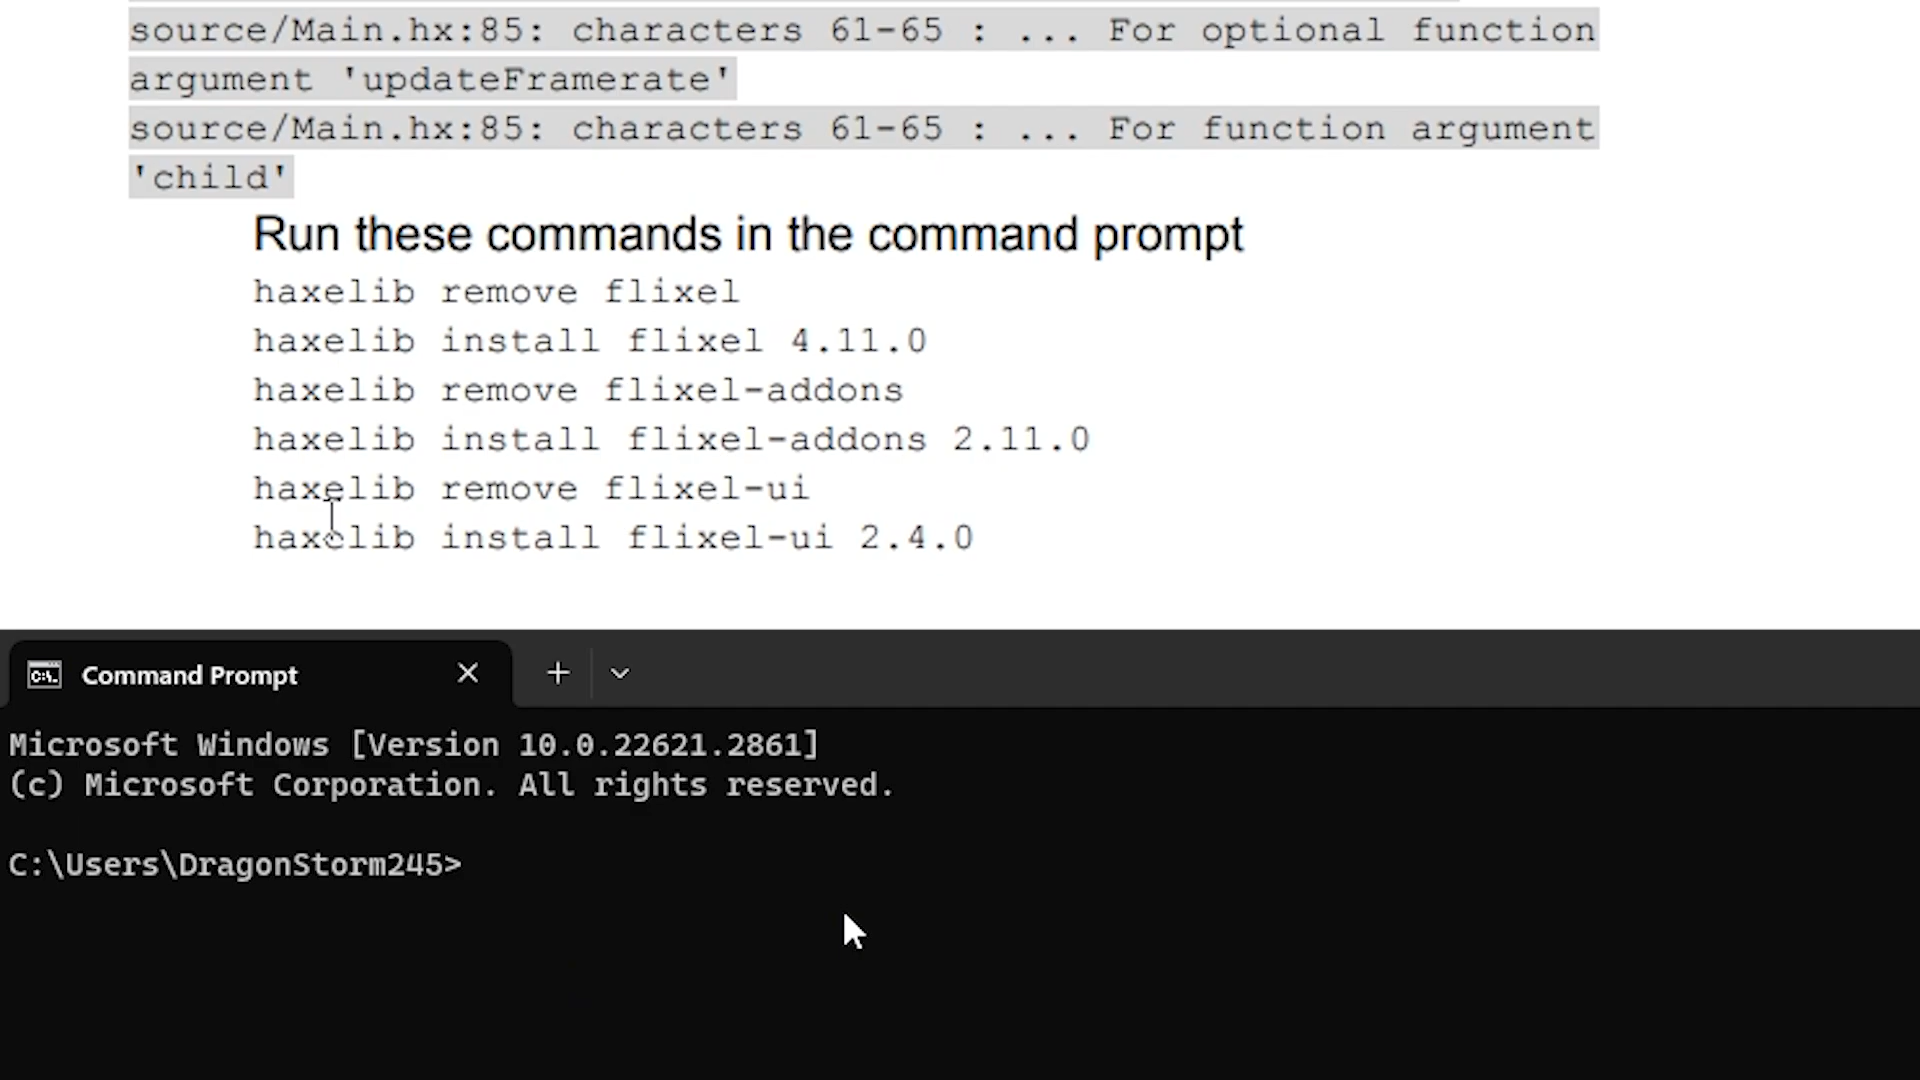 source/Main.hx:85: characters 61-65 : ... For optional function
argument 'updateFramerate'
source/Main.hx:85: characters 61-65 : ... For function argument
'child'
Run these commands in the command prompt
haxelib remove flixel
haxelib install flixel 4.11.0
haxelib remove flixel-addons
haxelib install flixel-addons 2.11.0
haxelib remove flixel-ui
haxelib install flixel-ui 2.4.0
Command Prompt
Microsoft Windows [Version 10.0.22621.2861]
(c) Microsoft Corporation. All rights reserved.
C:\Users\DragonStorm245>